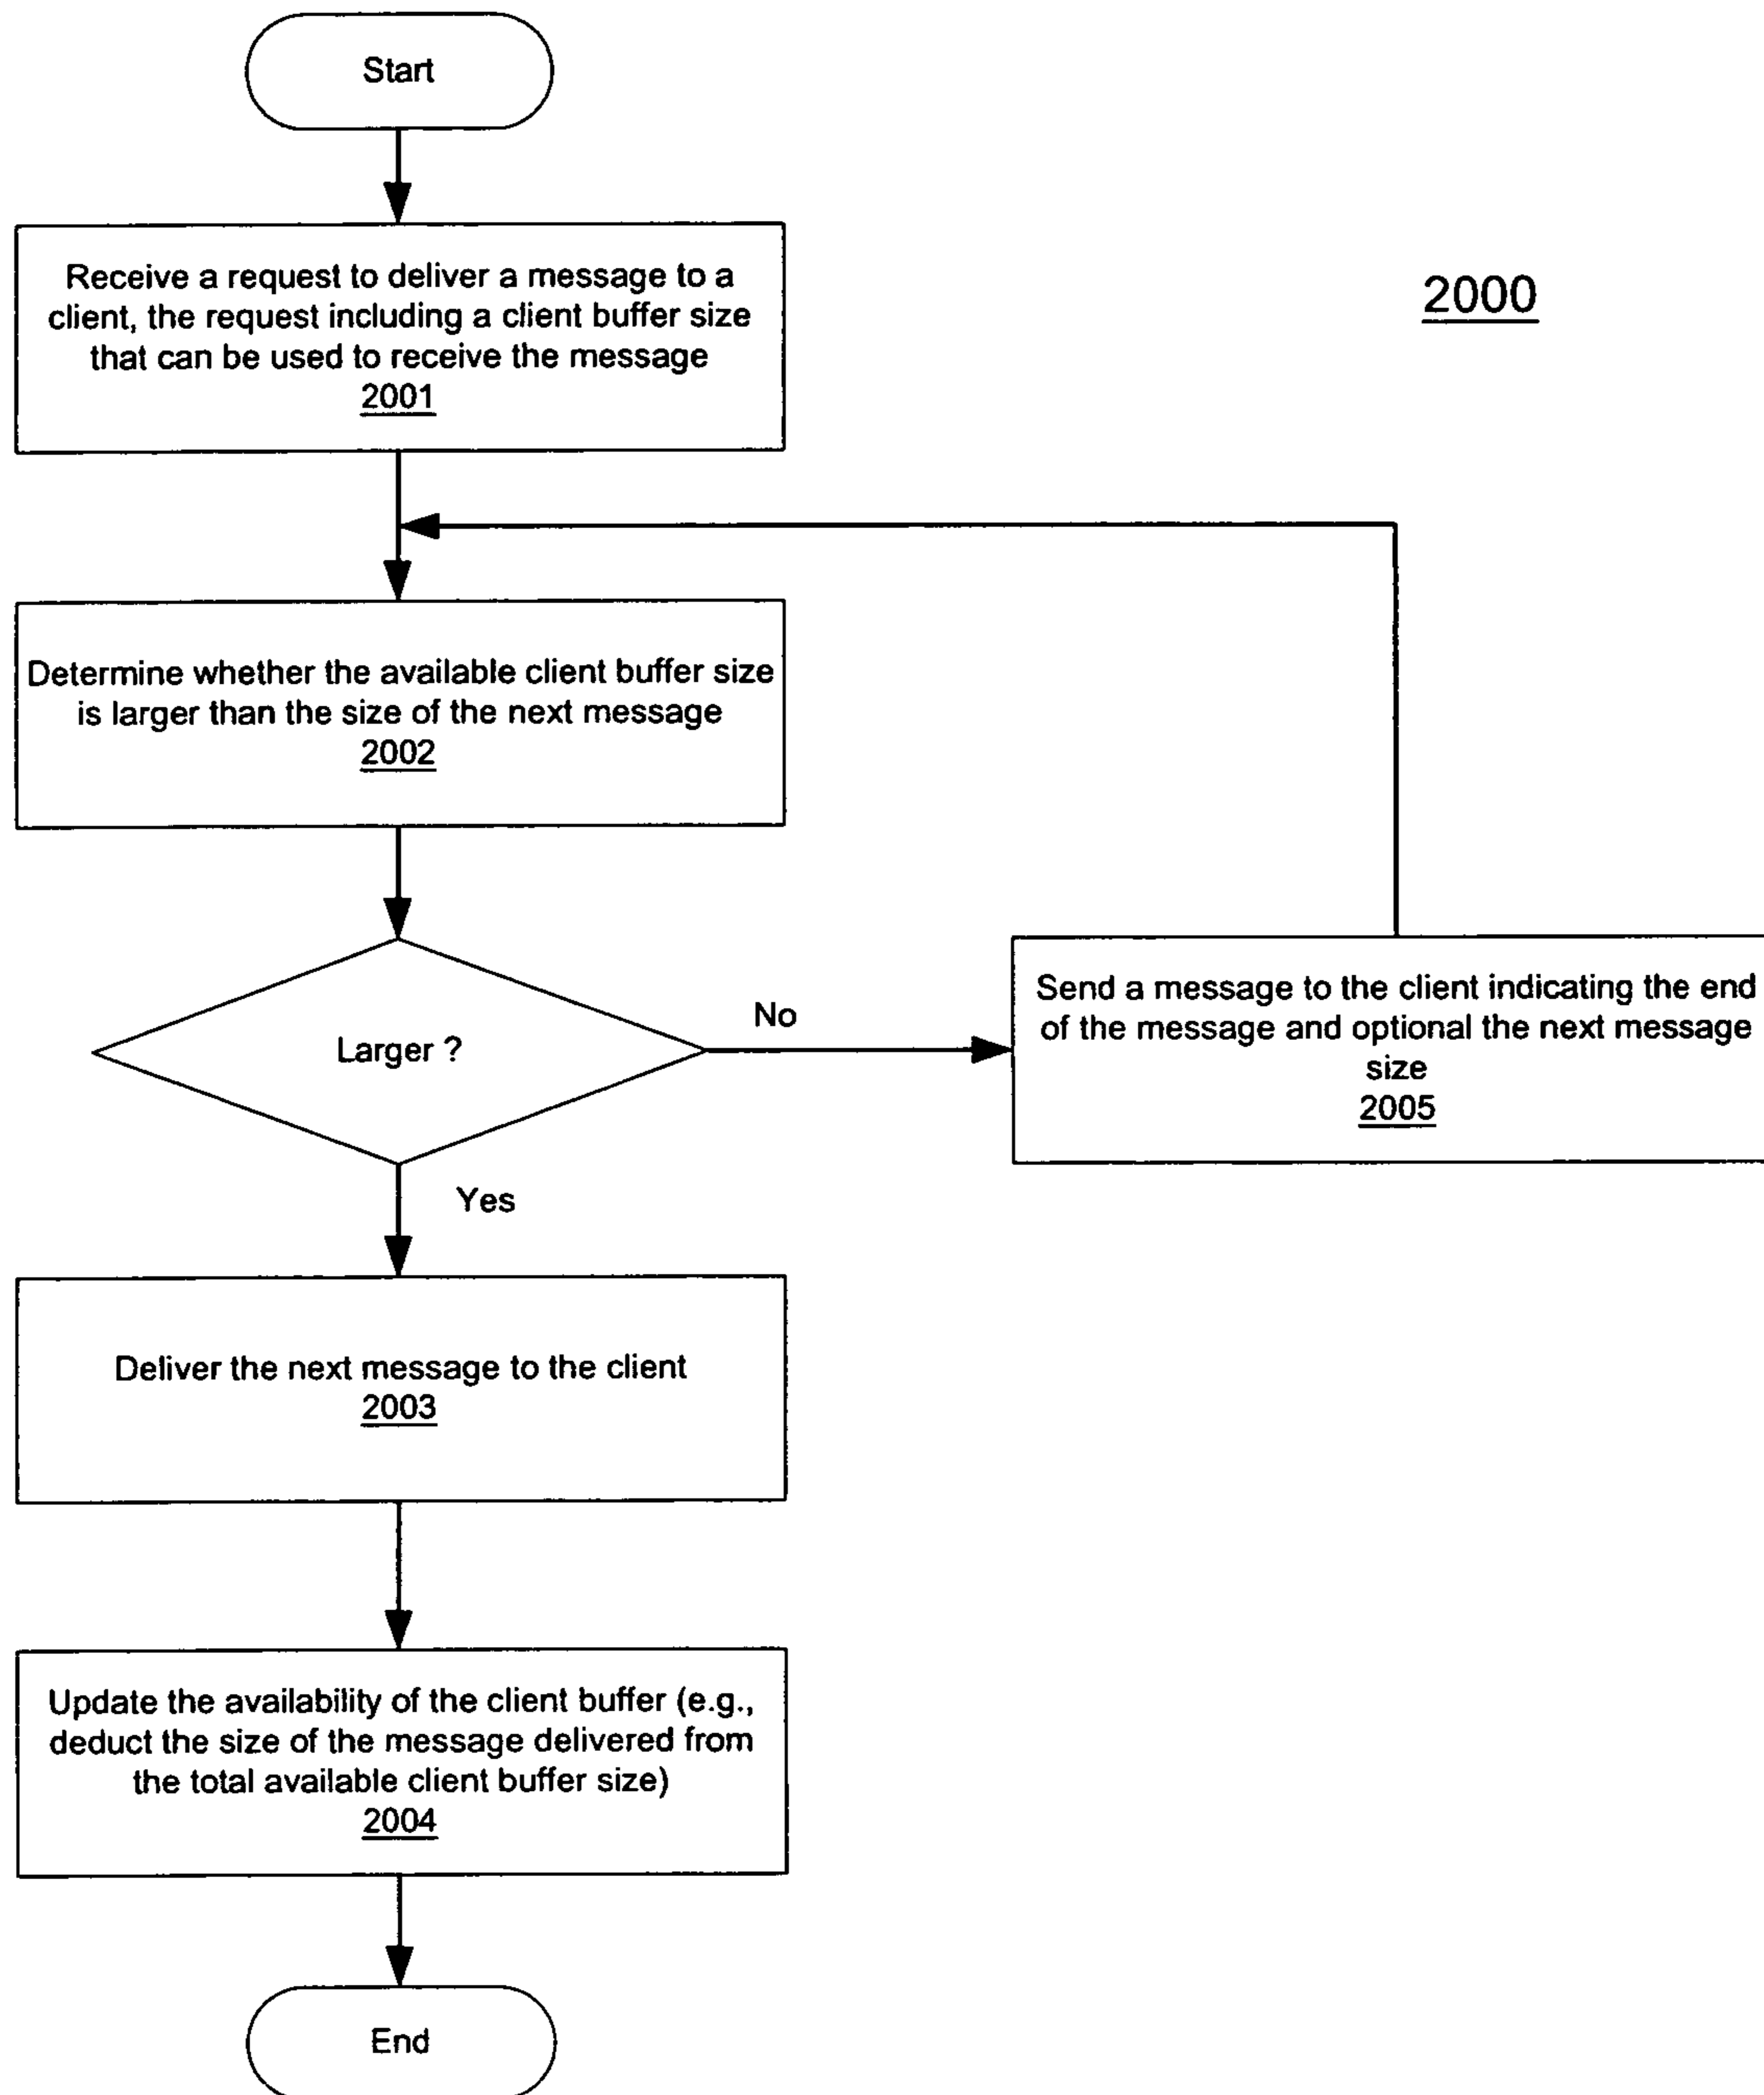 Start
Receive a request to deliver a message to a
client, the request including a client buffer size
that can be used to receive the message
2001
2000
Determine whether the available client buffer size
is larger than the size of the next message
2002
Larger ?
No
Send a message to the client indicating the end
of the message and optional the next message
size
2005
Yes
Deliver the next message to the client
2003
Update the availability of the client buffer (e.g.,
deduct the size of the message delivered from
the total available client buffer size)
2004
End